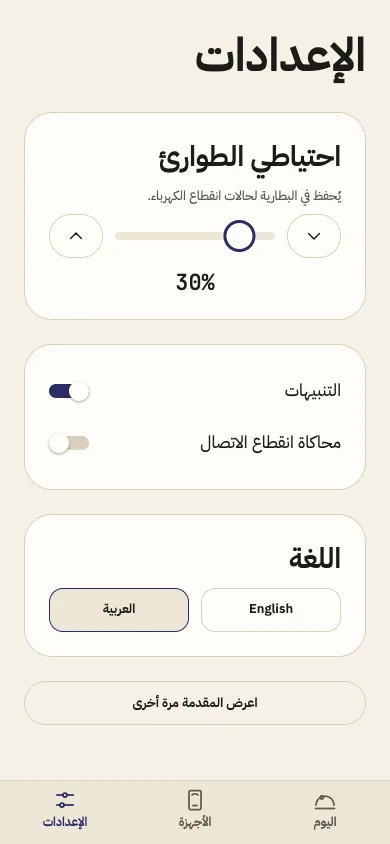 الإعدادات
احتياطي الطوارئ
يُحفظ في البطارية لحالات انقطاع الكهرباء.
30%
التنبيهات
محاكاة انقطاع الاتصال
اللغة
English
العربية
اعرض المقدمة مرة أخرى
اليوم
الأجهزة
الإعدادات